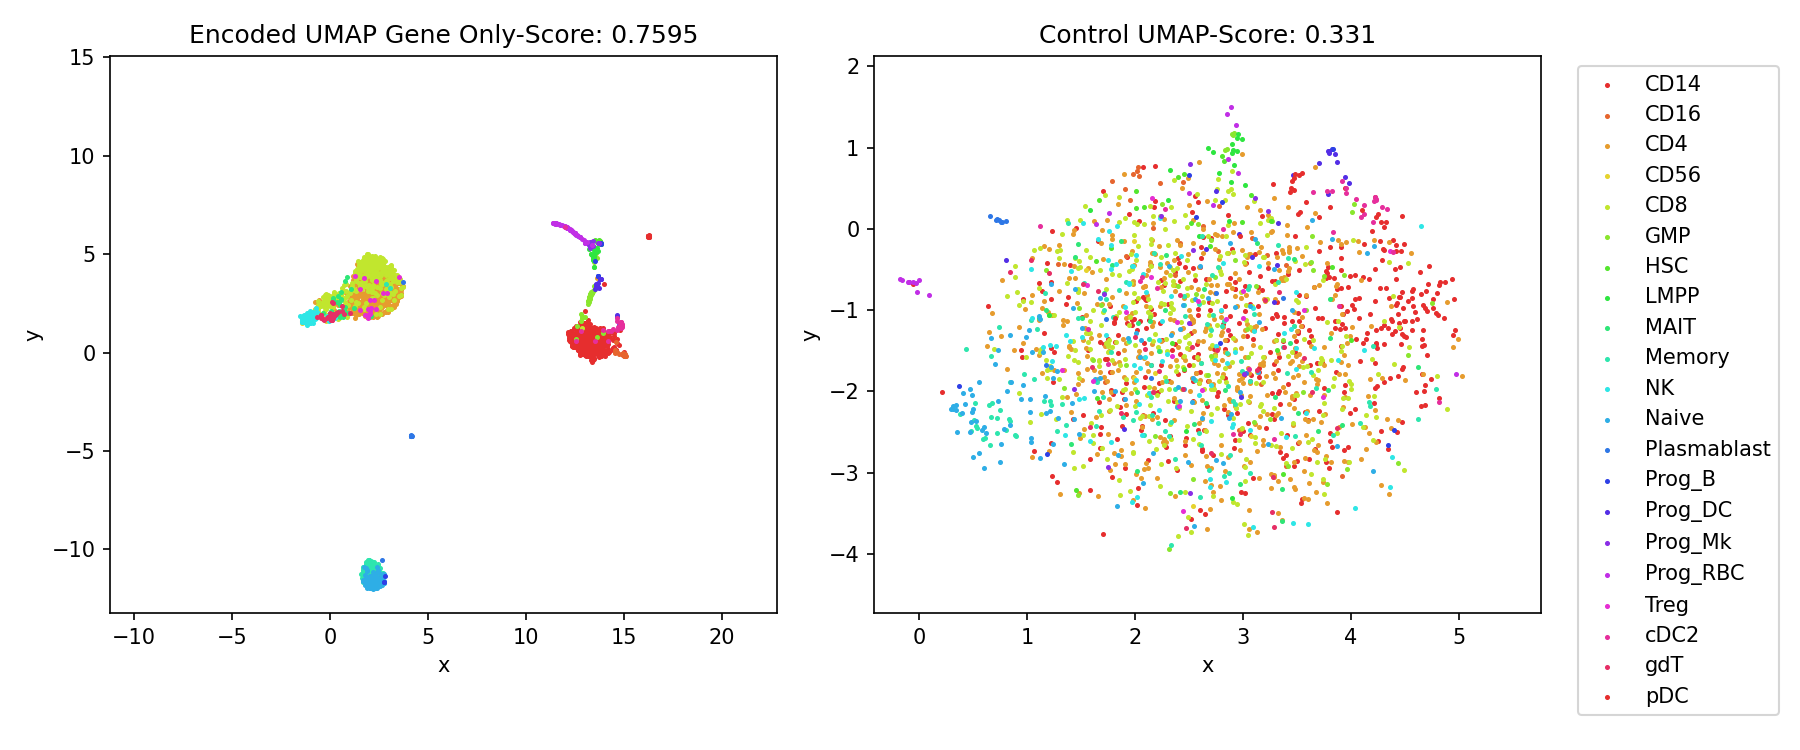 Encoded UMAP Gene Only-Score: 0.7595
15
10
5
0
−5
−10
−10 −5 0 5 10 15 20
x
y
Control UMAP-Score: 0.331
2
1
0
−1
−2
−3
−4
0 1 2 3 4 5
x
y
CD14
CD16
CD4
CD56
CD8
GMP
HSC
LMPP
MAIT
Memory
NK
Naive
Plasmablast
Prog_B
Prog_DC
Prog_Mk
Prog_RBC
Treg
cDC2
gdT
pDC